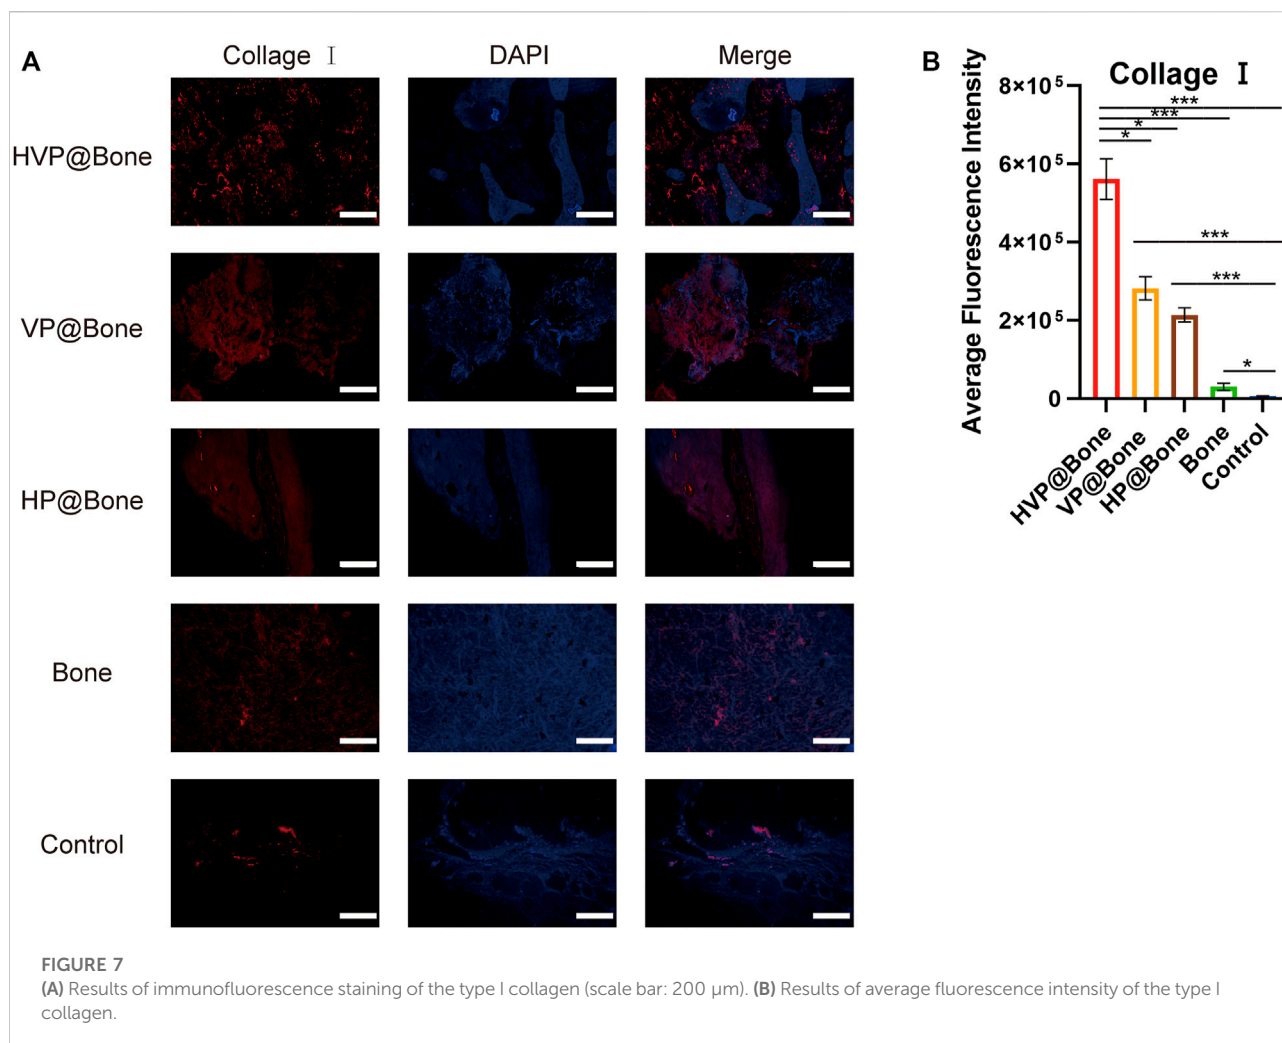 A
Collage I
DAPI
Merge
HVP@Bone
VP@Bone
HP@Bone
Bone
Control
B
Collage I
Average Fluorescence Intensity
8×10⁵
6×10⁵
4×10⁵
2×10⁵
0
***
***
*
*
***
***
*
HVP@Bone
VP@Bone
HP@Bone
Bone
Control
FIGURE 7
(A) Results of immunofluorescence staining of the type I collagen (scale bar: 200 µm). (B) Results of average fluorescence intensity of the type I
collagen.